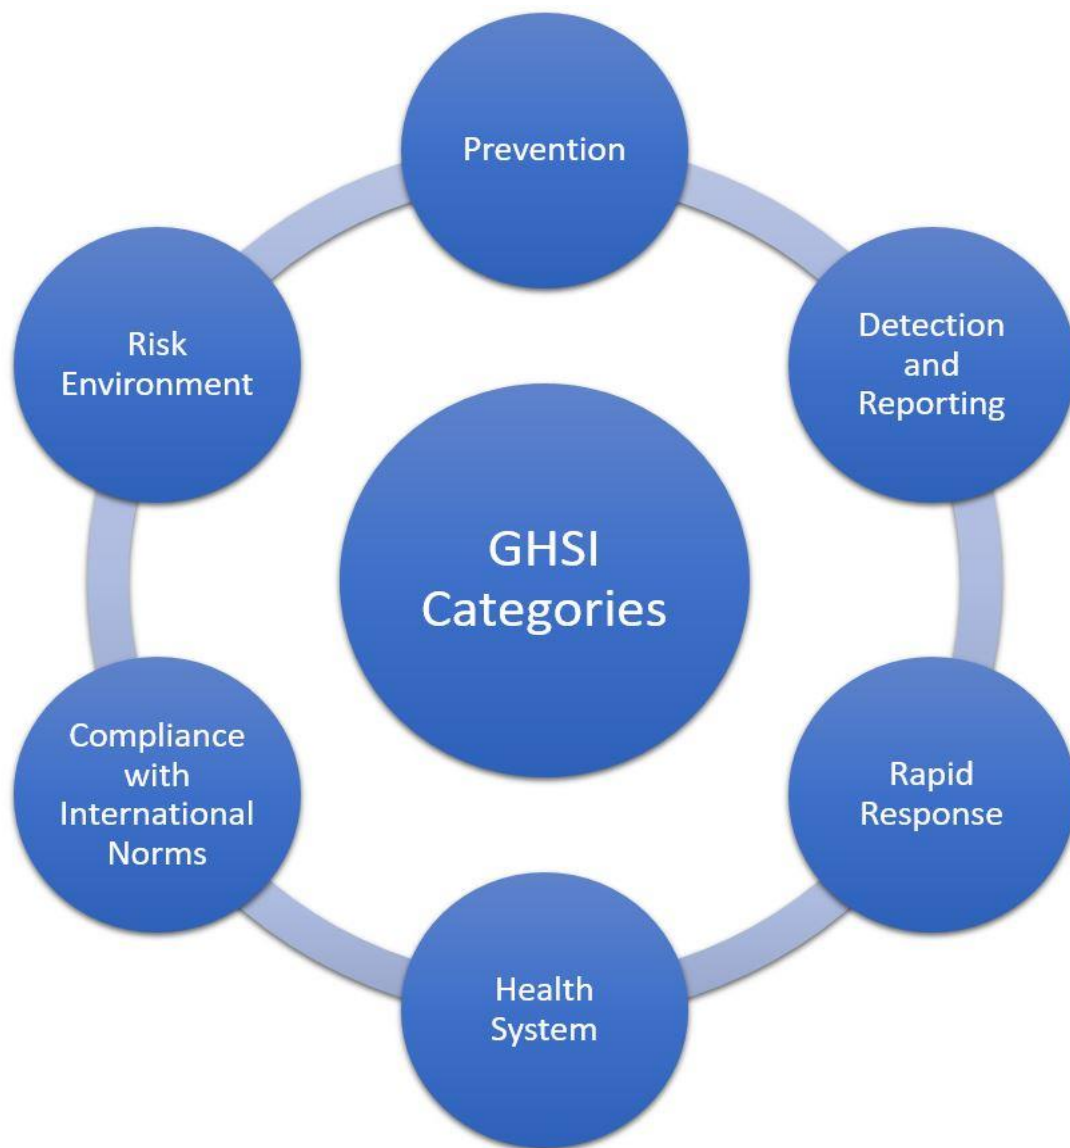 Prevention
Detection
and
Reporting
Rapid
Response
Health
System
Compliance
with
International
Norms
Risk
Environment
GHSI
Categories